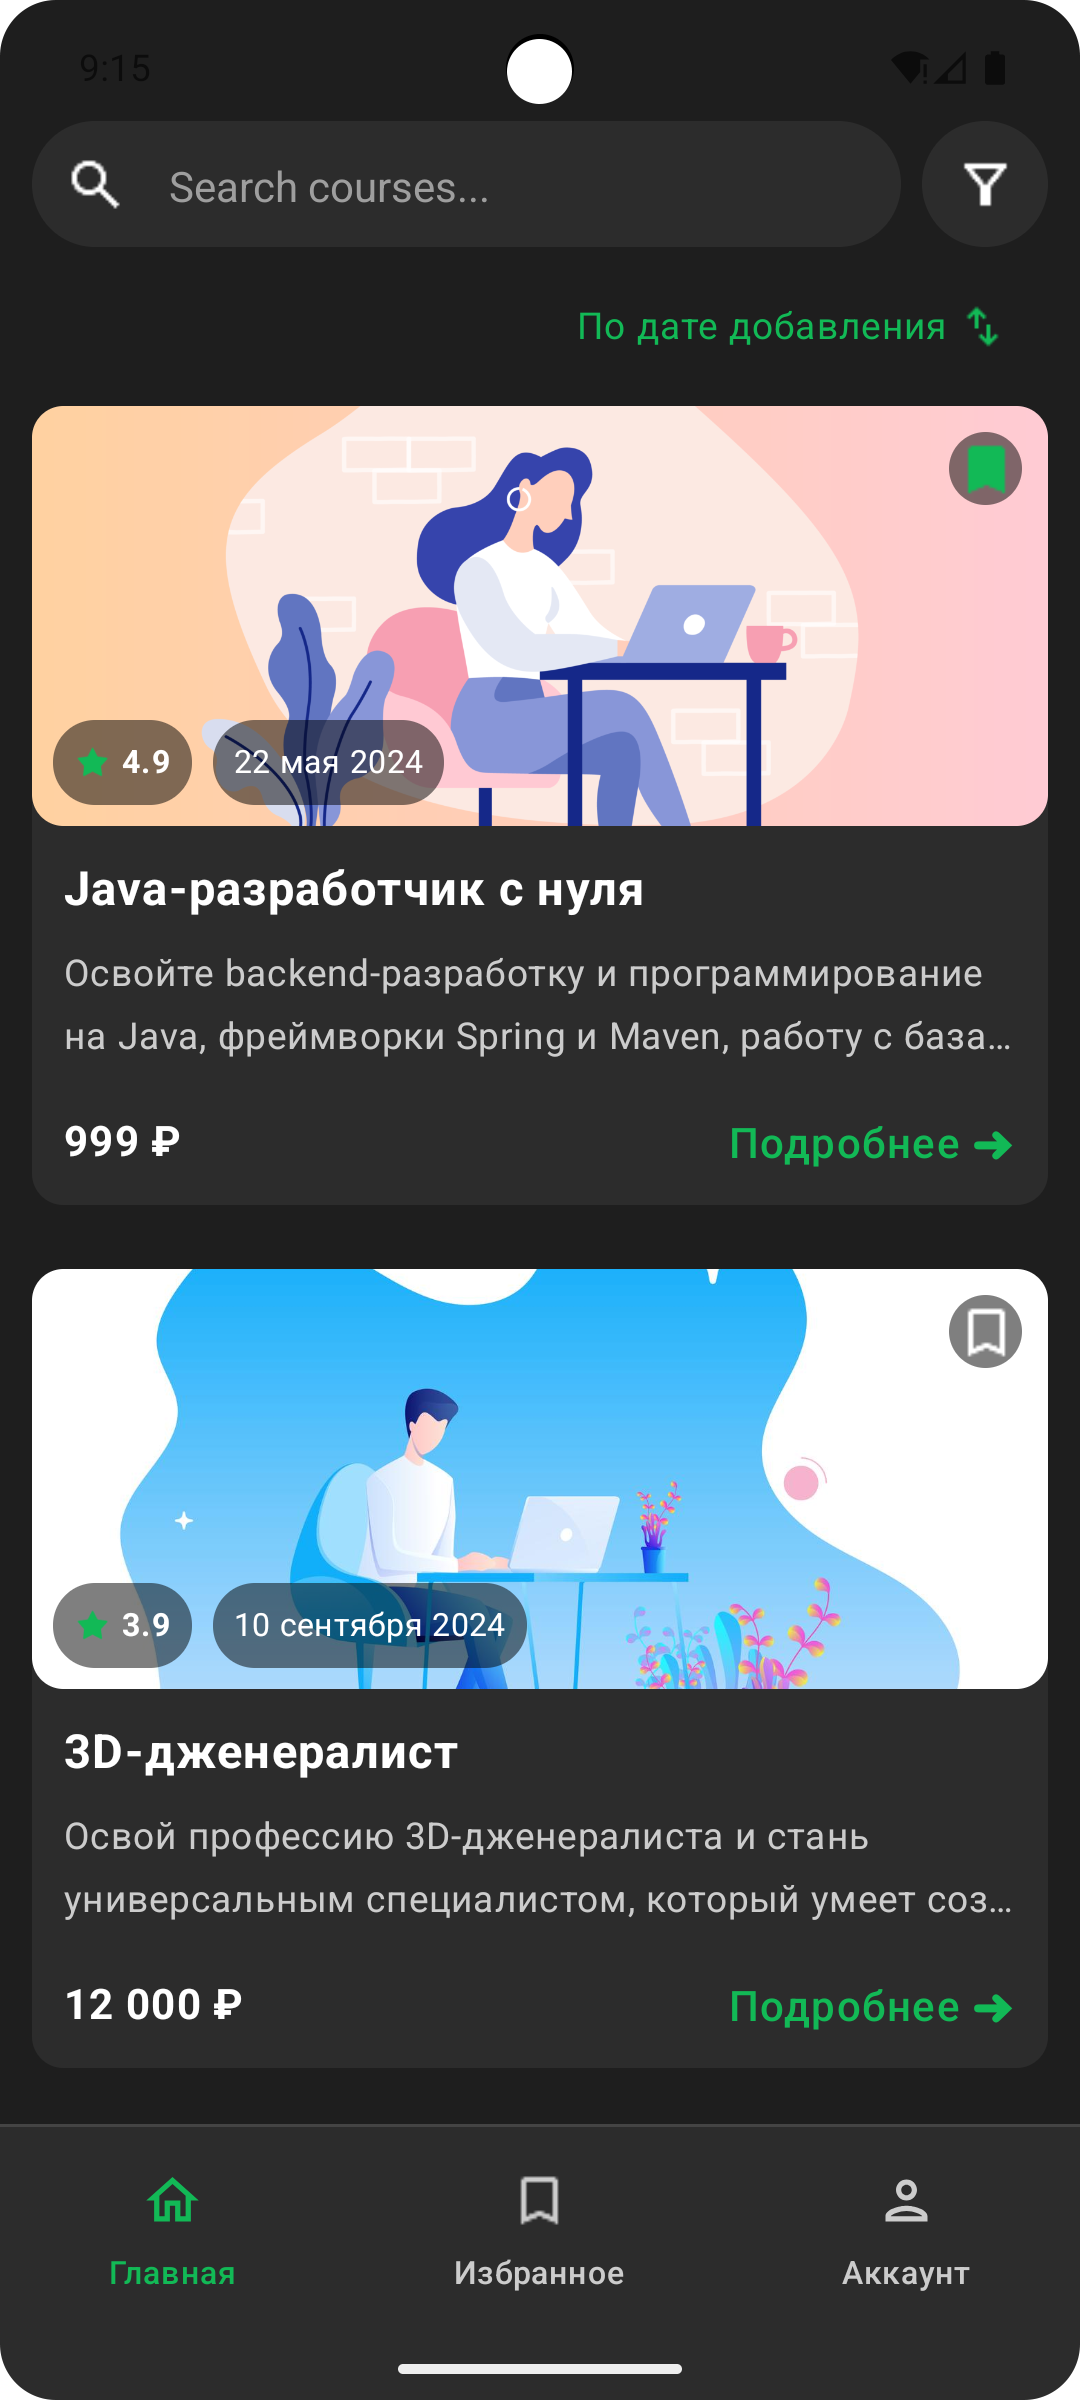 9:15
Search courses...
По дате добавления
4.9
22 мая 2024
Java-разработчик с нуля
Освойте backend-разработку и программирование
на Java, фреймворки Spring и Maven, работу с база…
999 ₽
Подробнее
3.9
10 сентября 2024
3D-дженералист
Освой профессию 3D-дженералиста и стань
универсальным специалистом, который умеет соз…
12 000 ₽
Подробнее
Главная
Избранное
Аккаунт